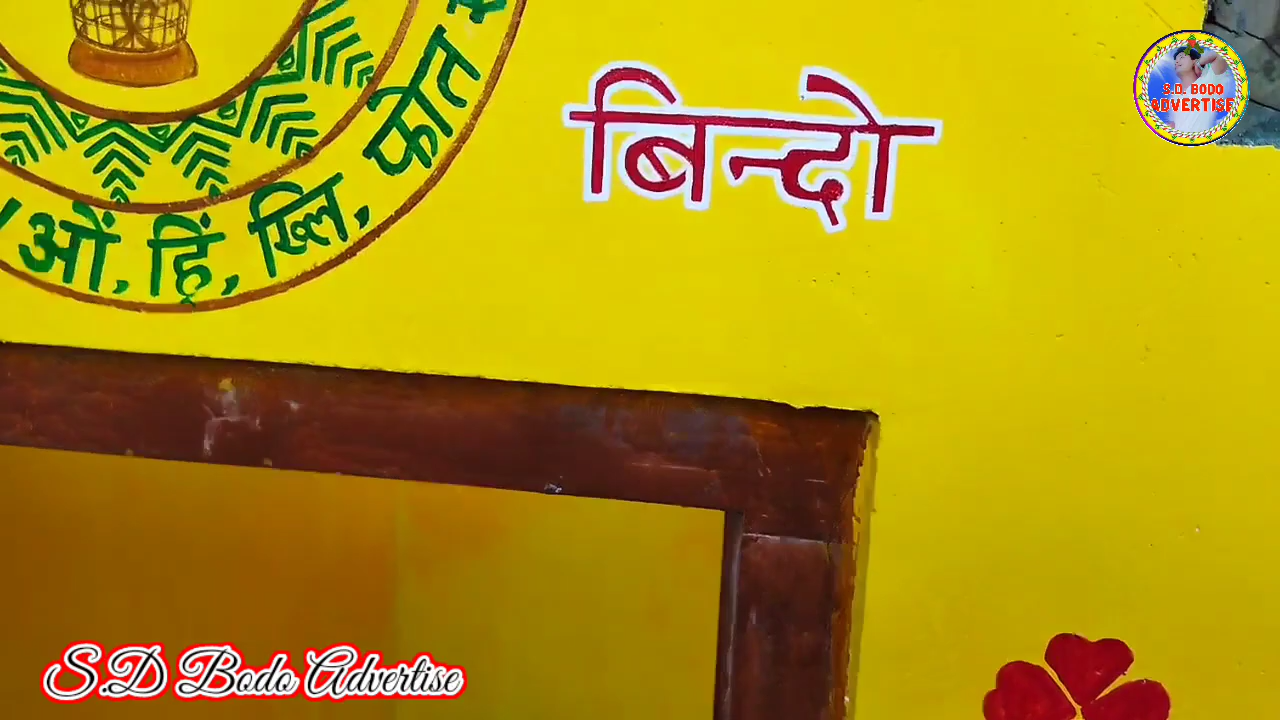 बिन्दो
ओं, हिं, ख्लि, फोत
S.D. BODO
ADVERTISE
S.D Bodo Advertise